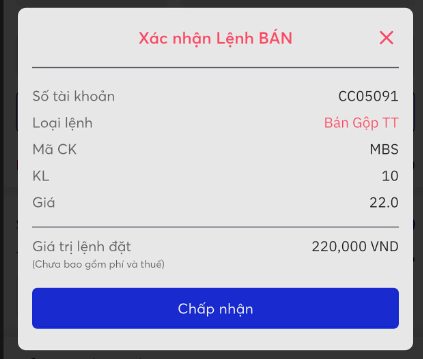 Xác nhận Lệnh BÁN
Số tài khoản CC05091
Loại lệnh Bán Gộp TT
Mã CK MBS
KL 10
Giá 22.0
Giá trị lệnh đặt 220,000 VND
(Chưa bao gồm phí và thuế)
Chấp nhận